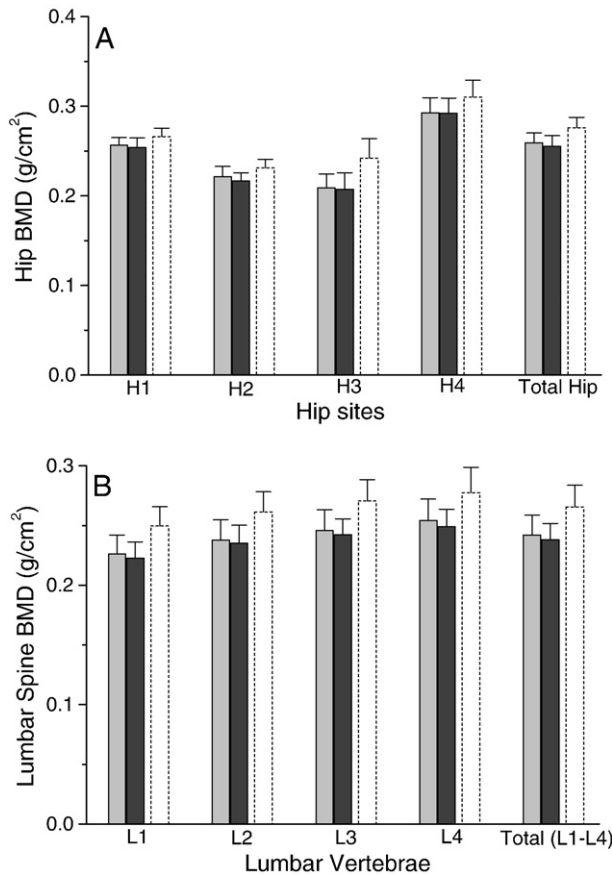 A
Hip BMD (g/cm²)
0.4
0.3
0.2
0.1
0.0
H1 H2 H3 H4 Total Hip
Hip sites
B
Lumbar Spine BMD (g/cm²)
0.3
0.2
0.1
0.0
L1 L2 L3 L4 Total (L1-L4)
Lumbar Vertebrae